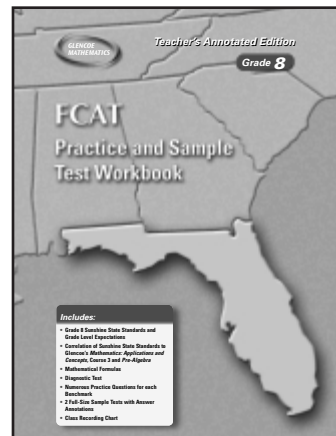 GLENCOE
MATHEMATICS
Teacher's Annotated Edition
Grade 8
FCAT
Practice and Sample
Test Workbook
Includes:
• Grade 8 Sunshine State Standards and
Grade Level Expectations
• Correlation of Sunshine State Standards to
Glencoe's Mathematics: Applications and
Concepts, Course 3 and Pre-Algebra
• Mathematical Formulas
• Diagnostic Test
• Numerous Practice Questions for each
Benchmark
• 2 Full-Size Sample Tests with Answer
Annotations
• Class Recording Chart